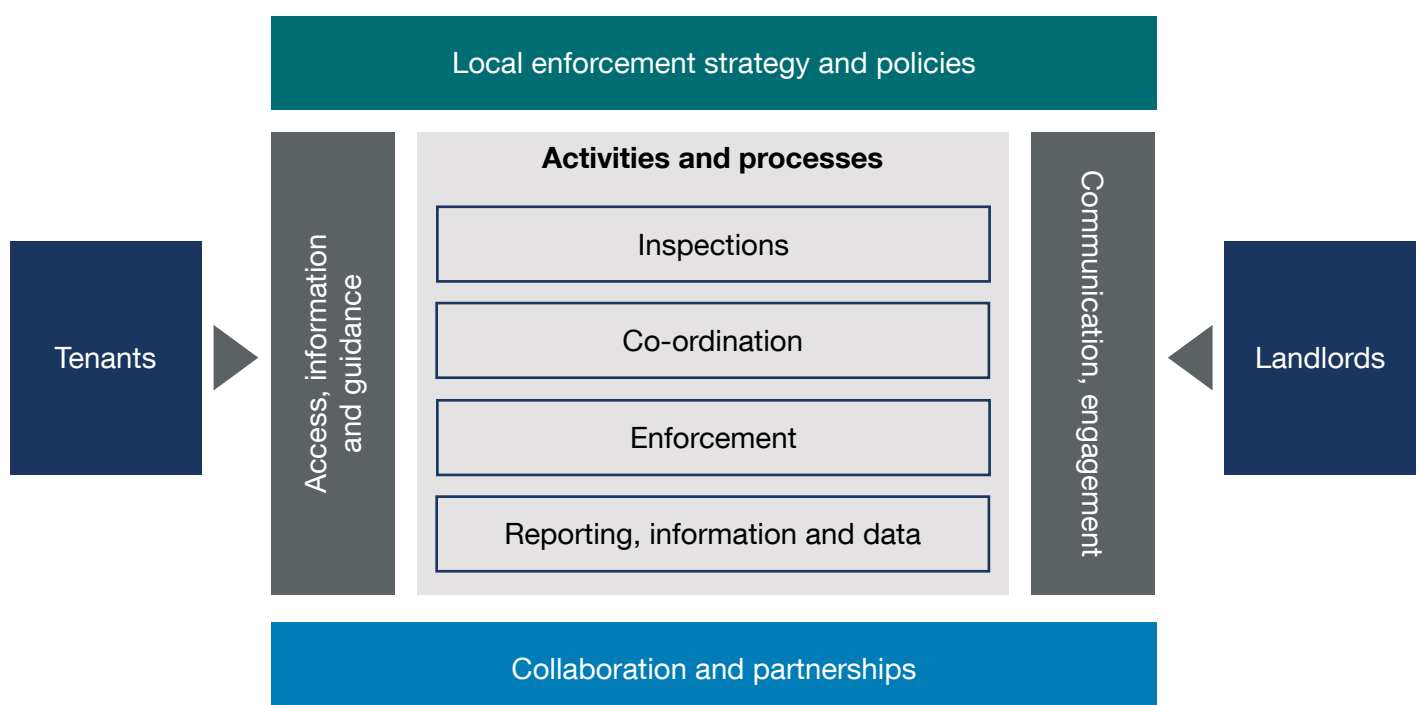 Local enforcement strategy and policies
Tenants
Access, information
and guidance
Activities and processes
Inspections
Co-ordination
Enforcement
Reporting, information and data
Communication, engagement
Landlords
Collaboration and partnerships